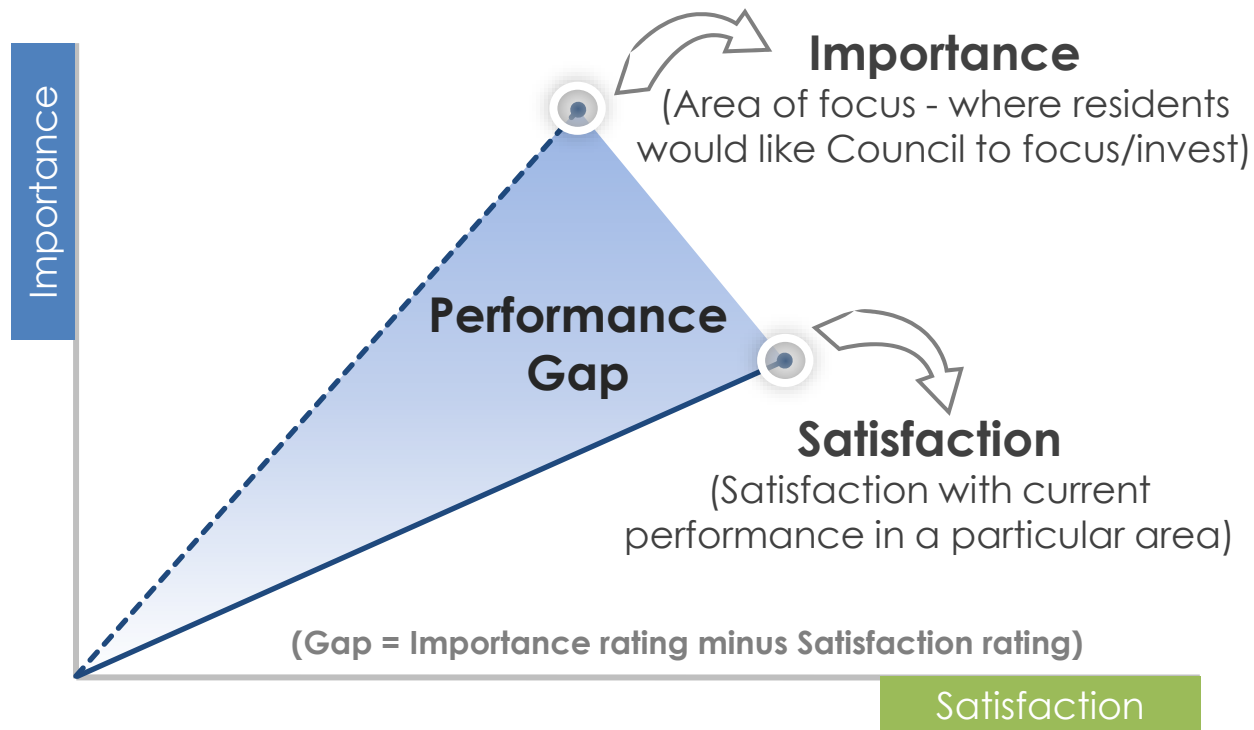 Importance
Importance
(Area of focus - where residents
would like Council to focus/invest)
Performance
Gap
Satisfaction
(Satisfaction with current
performance in a particular area)
(Gap = Importance rating minus Satisfaction rating)
Satisfaction